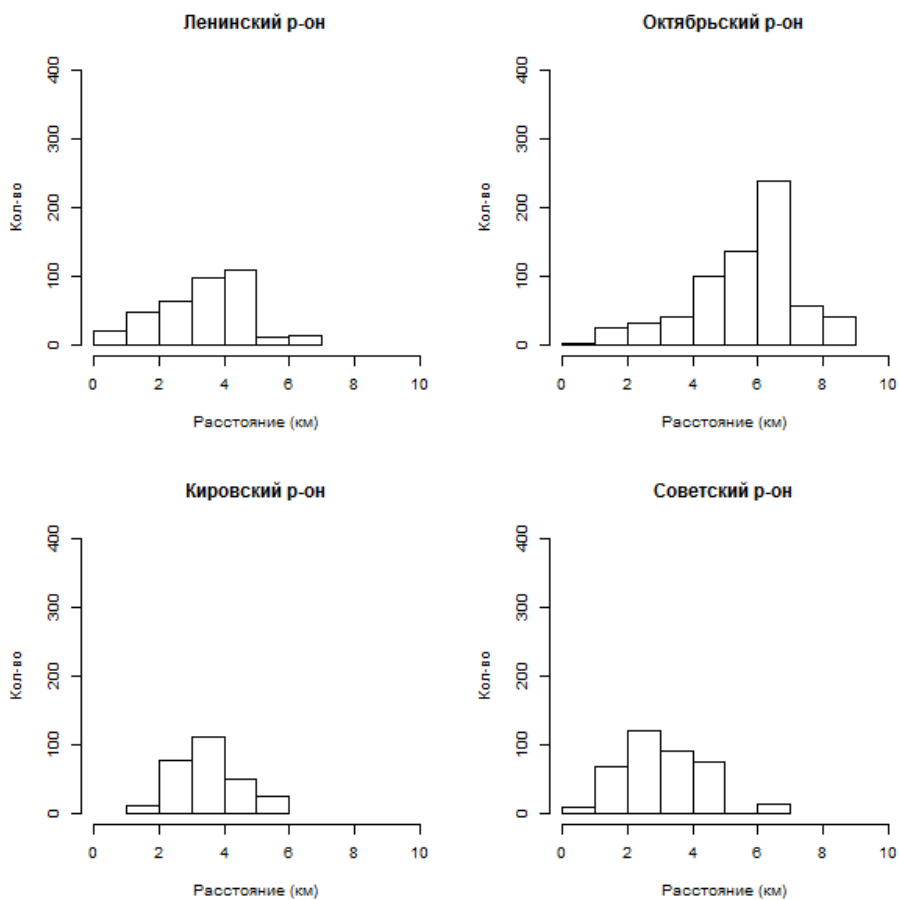 Ленинский р-он
400
300
200
100
0
Кол-во
0 2 4 6 8 10
Расстояние (км)
Октябрьский р-он
400
300
200
100
0
Кол-во
0 2 4 6 8 10
Расстояние (км)
Кировский р-он
400
300
200
100
0
Кол-во
0 2 4 6 8 10
Расстояние (км)
Советский р-он
400
300
200
100
0
Кол-во
0 2 4 6 8 10
Расстояние (км)